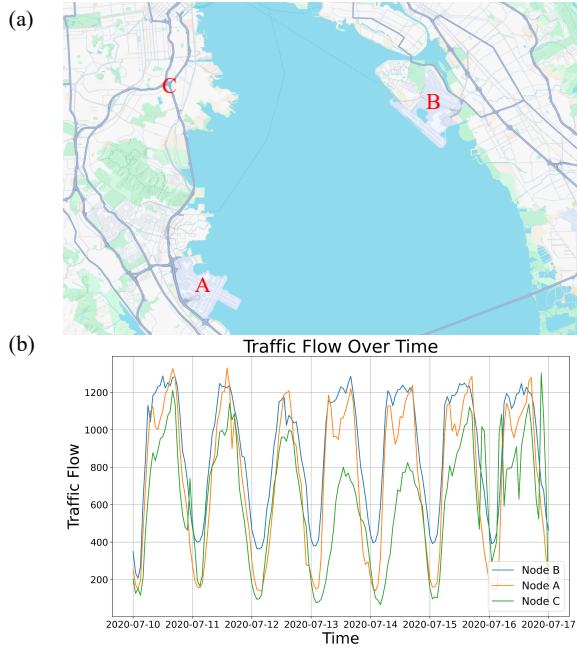 (a)
C
B
A
(b)
Traffic Flow Over Time
Traffic Flow
1200
1000
800
600
400
200
Node B
Node A
Node C
2020-07-10 2020-07-11 2020-07-12 2020-07-13 2020-07-14 2020-07-15 2020-07-16 2020-07-17
Time